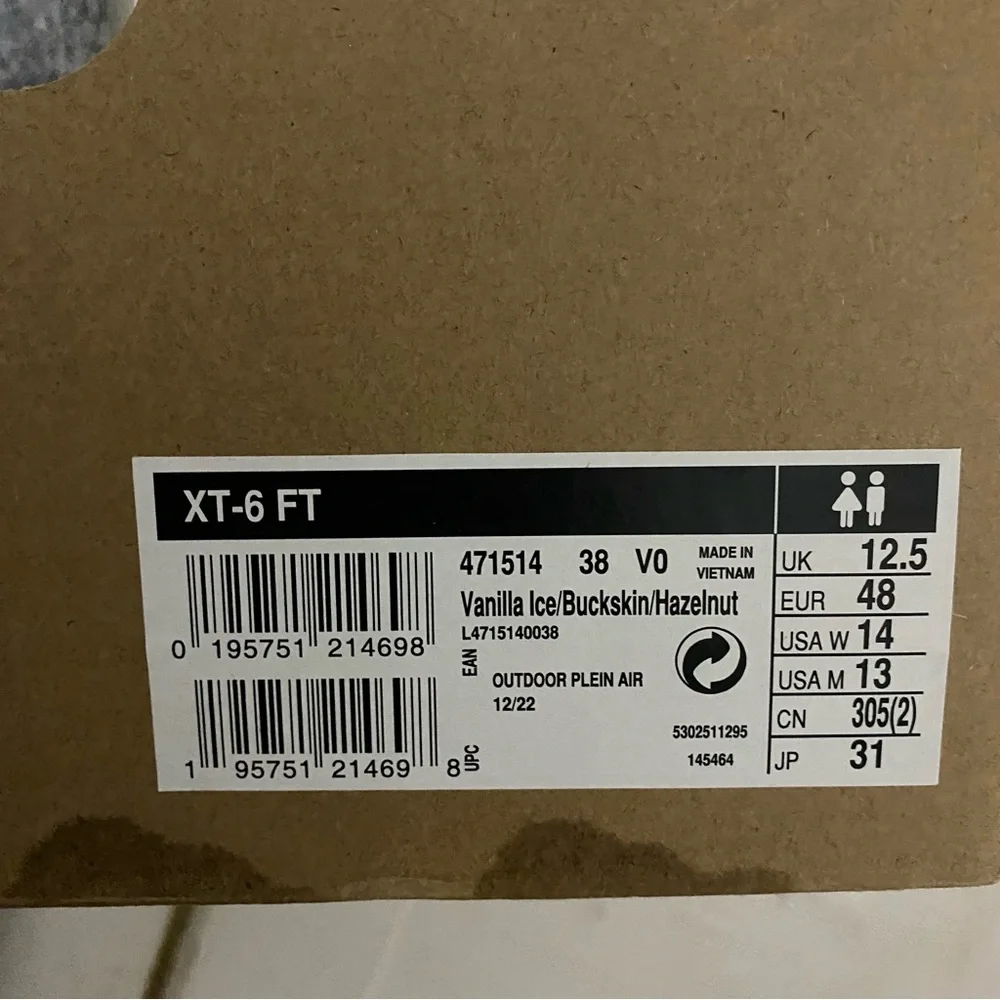 XT-6 FT
471514 38 V0 MADE IN VIETNAM
Vanilla Ice/Buckskin/Hazelnut
L4715140038
0 195751 214698
EAN
OUTDOOR PLEIN AIR
12/22
5302511295
145464
1 95751 21469 8
UPC
UK 12.5
EUR 48
USA W 14
USA M 13
CN 305(2)
JP 31